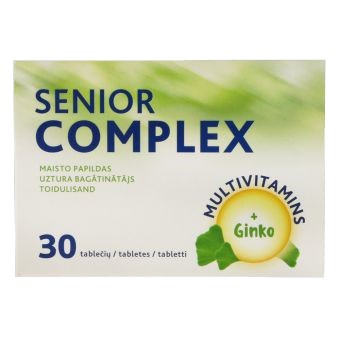 SENIOR
COMPLEX
MAISTO PAPILDAS
UZTURA BAGĀTINĀTĀJS
TOIDULISAND
MULTIVITAMINS
+
Ginko
30 tablečių / tabletes / tabletti